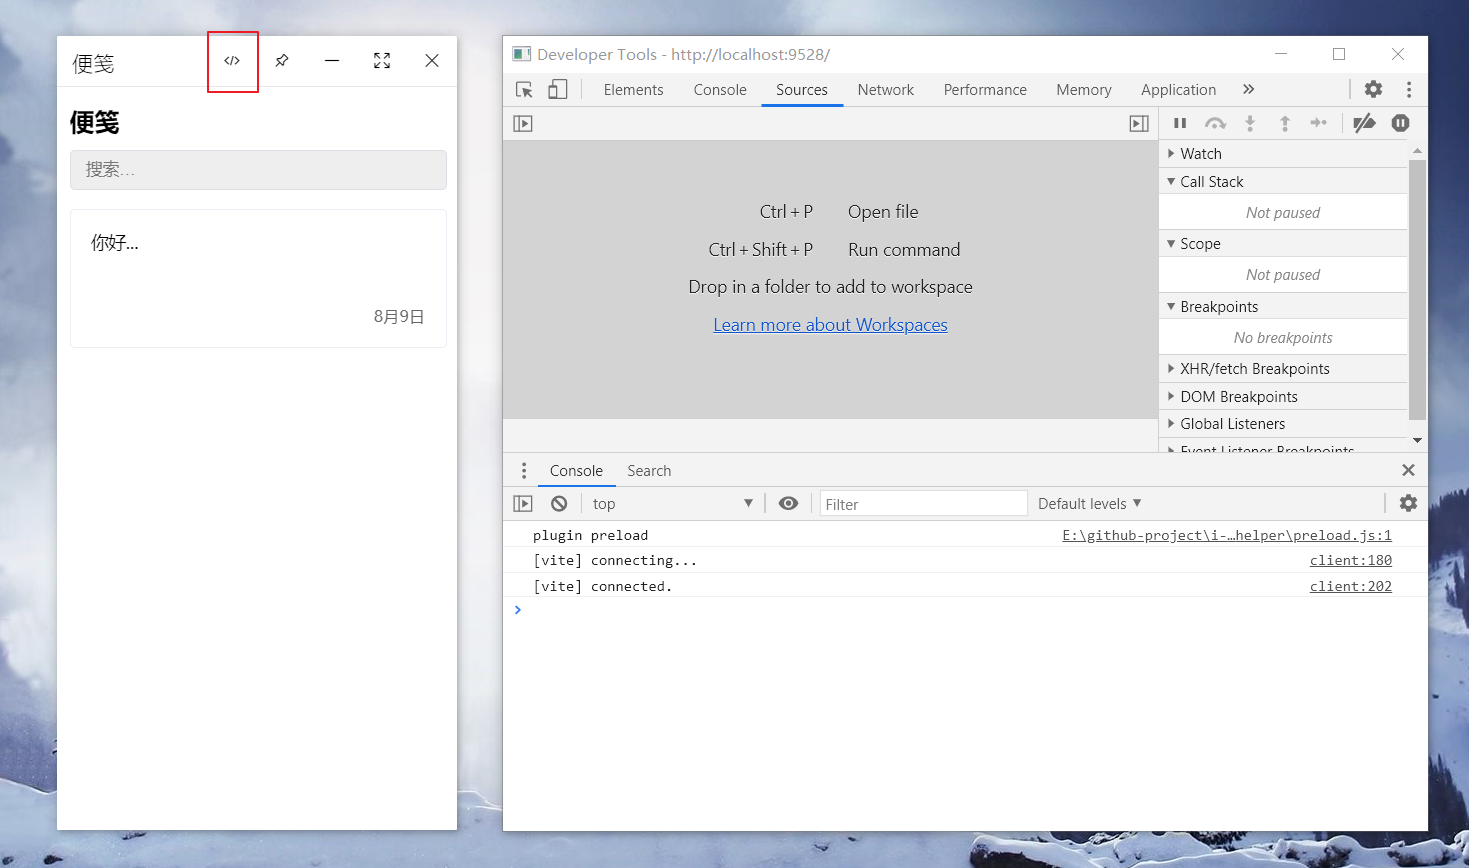 便笺
便笺
搜索...
你好...
8月9日
Developer Tools - http://localhost:9528/
Elements Console Sources Network Performance Memory Application
Ctrl + P Open file
Ctrl + Shift + P Run command
Drop in a folder to add to workspace
Learn more about Workspaces
Watch
Call Stack
Not paused
Scope
Not paused
Breakpoints
No breakpoints
XHR/fetch Breakpoints
DOM Breakpoints
Global Listeners
Event Listener Breakpoints
Console Search
top Filter Default levels
plugin preload E:\github-project\i-…helper\preload.js:1
[vite] connecting... client:180
[vite] connected. client:202